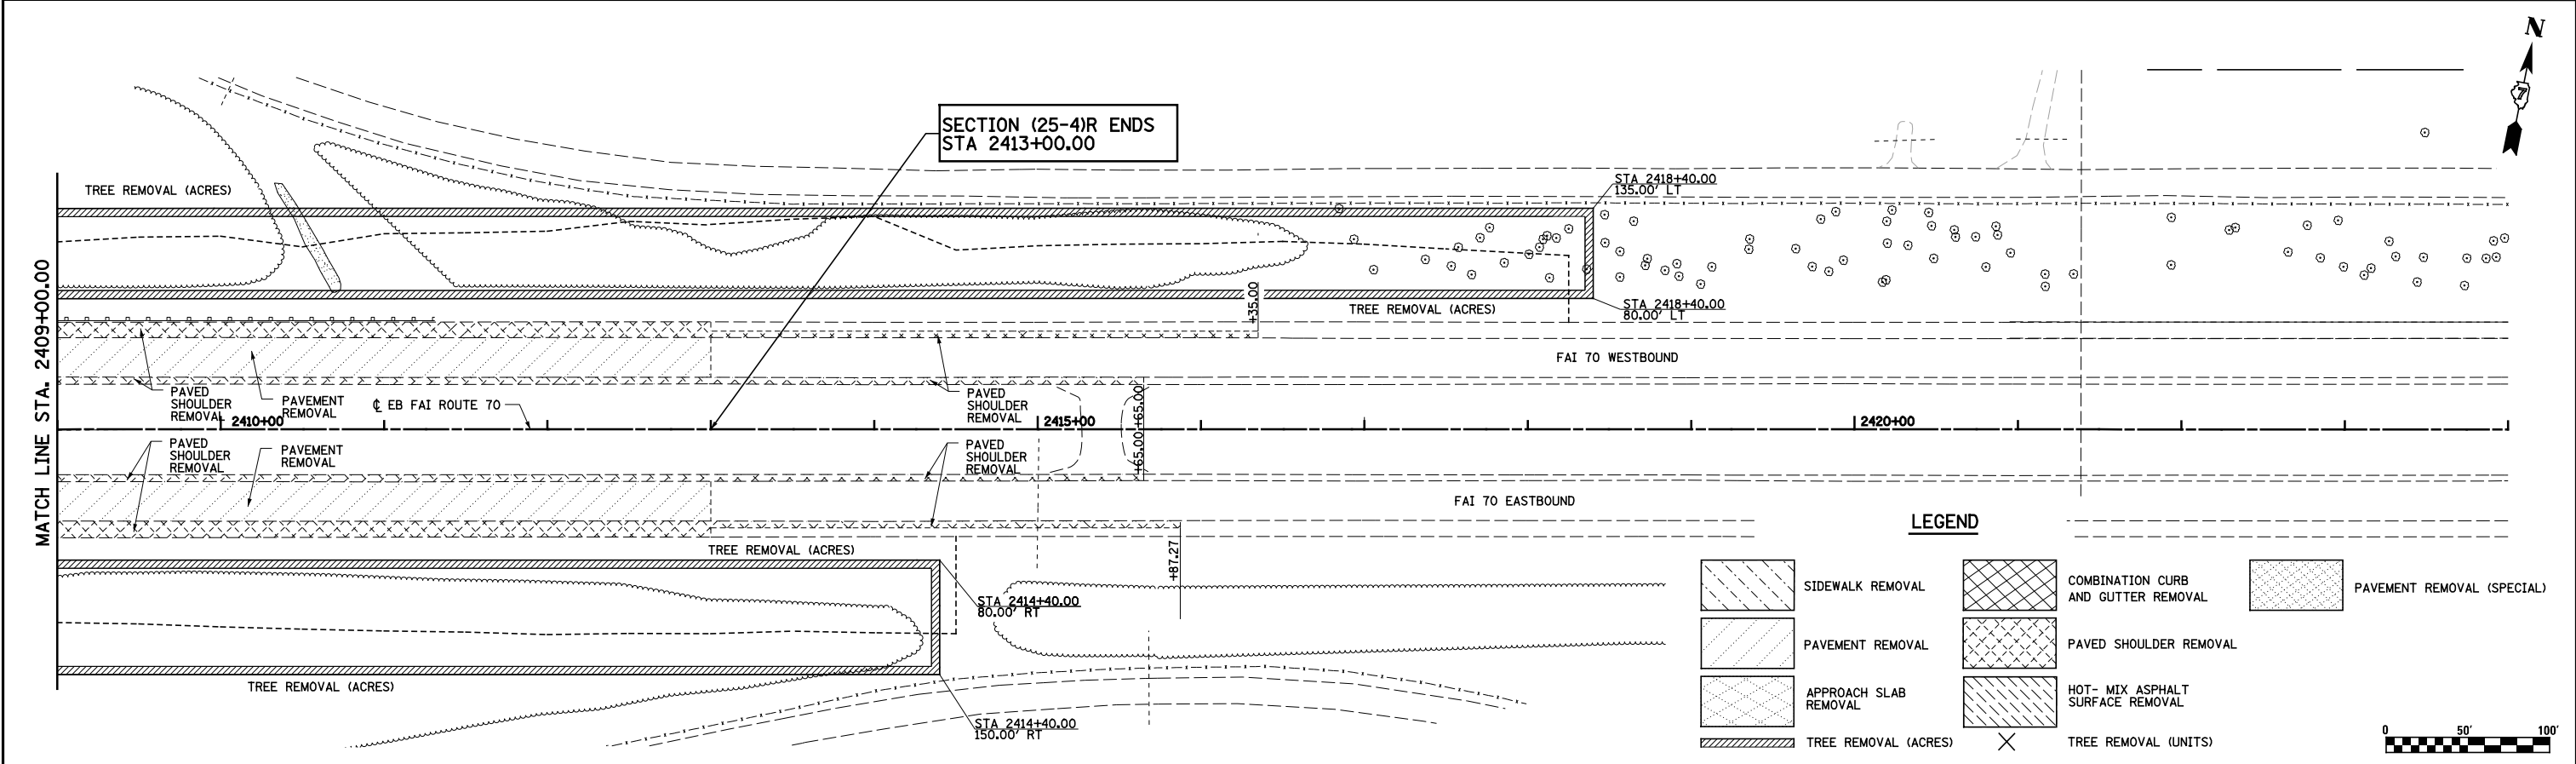 N
7
SECTION (25-4)R ENDS
STA 2413+00.00
TREE REMOVAL (ACRES)
STA 2418+40.00
135.00' LT
MATCH LINE STA. 2409+00.00
+35.00
TREE REMOVAL (ACRES)
STA 2418+40.00
80.00' LT
FAI 70 WESTBOUND
PAVED
SHOULDER
REMOVAL
PAVEMENT
REMOVAL
℄ EB FAI ROUTE 70
PAVED
SHOULDER
REMOVAL
+65.00
2410+00
2415+00
2420+00
PAVED
SHOULDER
REMOVAL
PAVEMENT
REMOVAL
PAVED
SHOULDER
REMOVAL
+65.00
FAI 70 EASTBOUND
TREE REMOVAL (ACRES)
+87.27
STA 2414+40.00
80.00' RT
TREE REMOVAL (ACRES)
STA 2414+40.00
150.00' RT
LEGEND
SIDEWALK REMOVAL
COMBINATION CURB
AND GUTTER REMOVAL
PAVEMENT REMOVAL (SPECIAL)
PAVEMENT REMOVAL
PAVED SHOULDER REMOVAL
APPROACH SLAB
REMOVAL
HOT- MIX ASPHALT
SURFACE REMOVAL
TREE REMOVAL (ACRES)
TREE REMOVAL (UNITS)
0 50' 100'